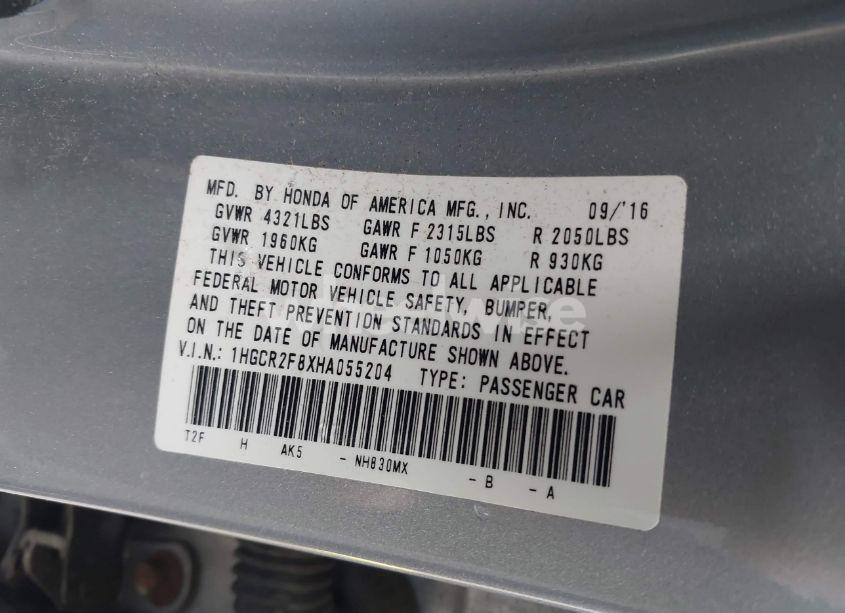 MFD. BY HONDA OF AMERICA MFG., INC. 09/'16
GVWR 4321LBS GAWR F 2315LBS R 2050LBS
GVWR 1960KG GAWR F 1050KG R 930KG
THIS VEHICLE CONFORMS TO ALL APPLICABLE
FEDERAL MOTOR VEHICLE SAFETY, BUMPER,
AND THEFT PREVENTION STANDARDS IN EFFECT
ON THE DATE OF MANUFACTURE SHOWN ABOVE.
V.I.N.: 1HGCR2F8XHA055204 TYPE: PASSENGER CAR
T2F H AK5 - NH830MX - B - A